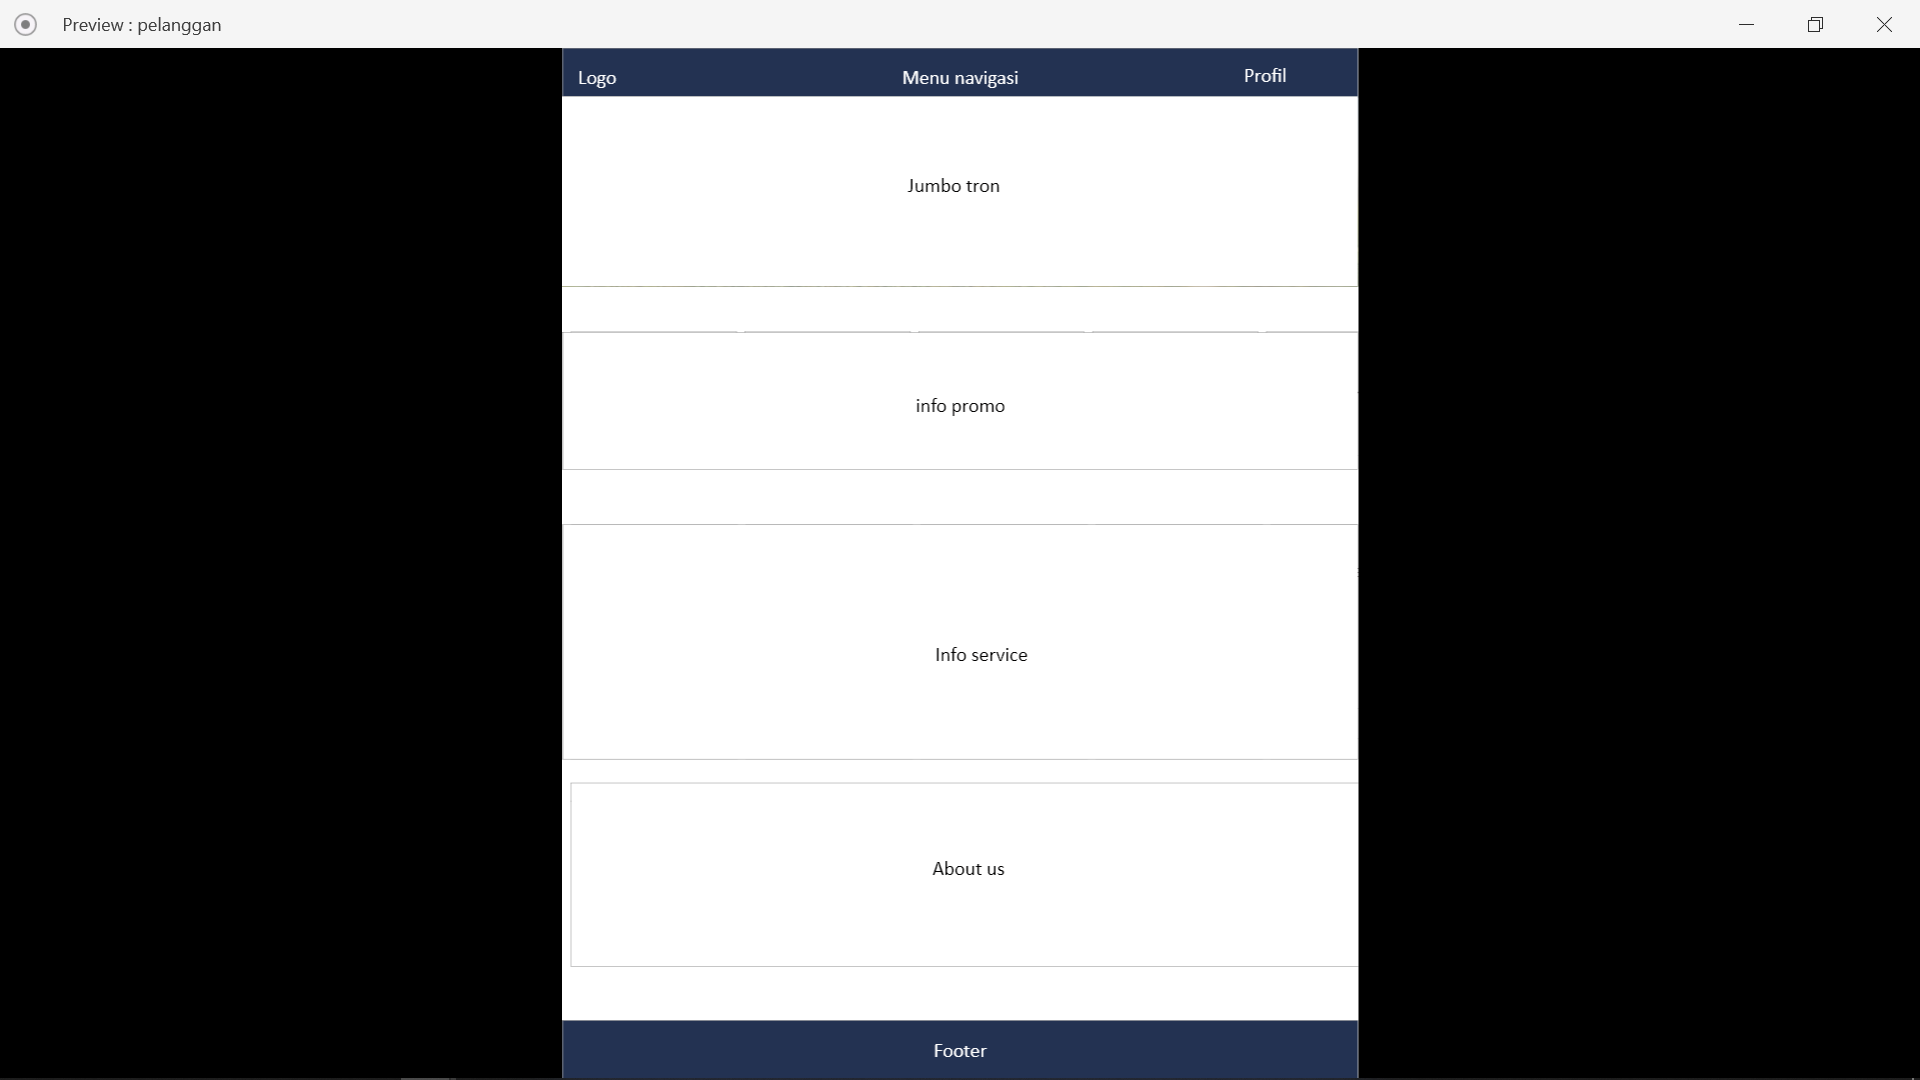 Preview : pelanggan
Logo Menu navigasi Profil
Jumbo tron
info promo
Info service
About us
Footer